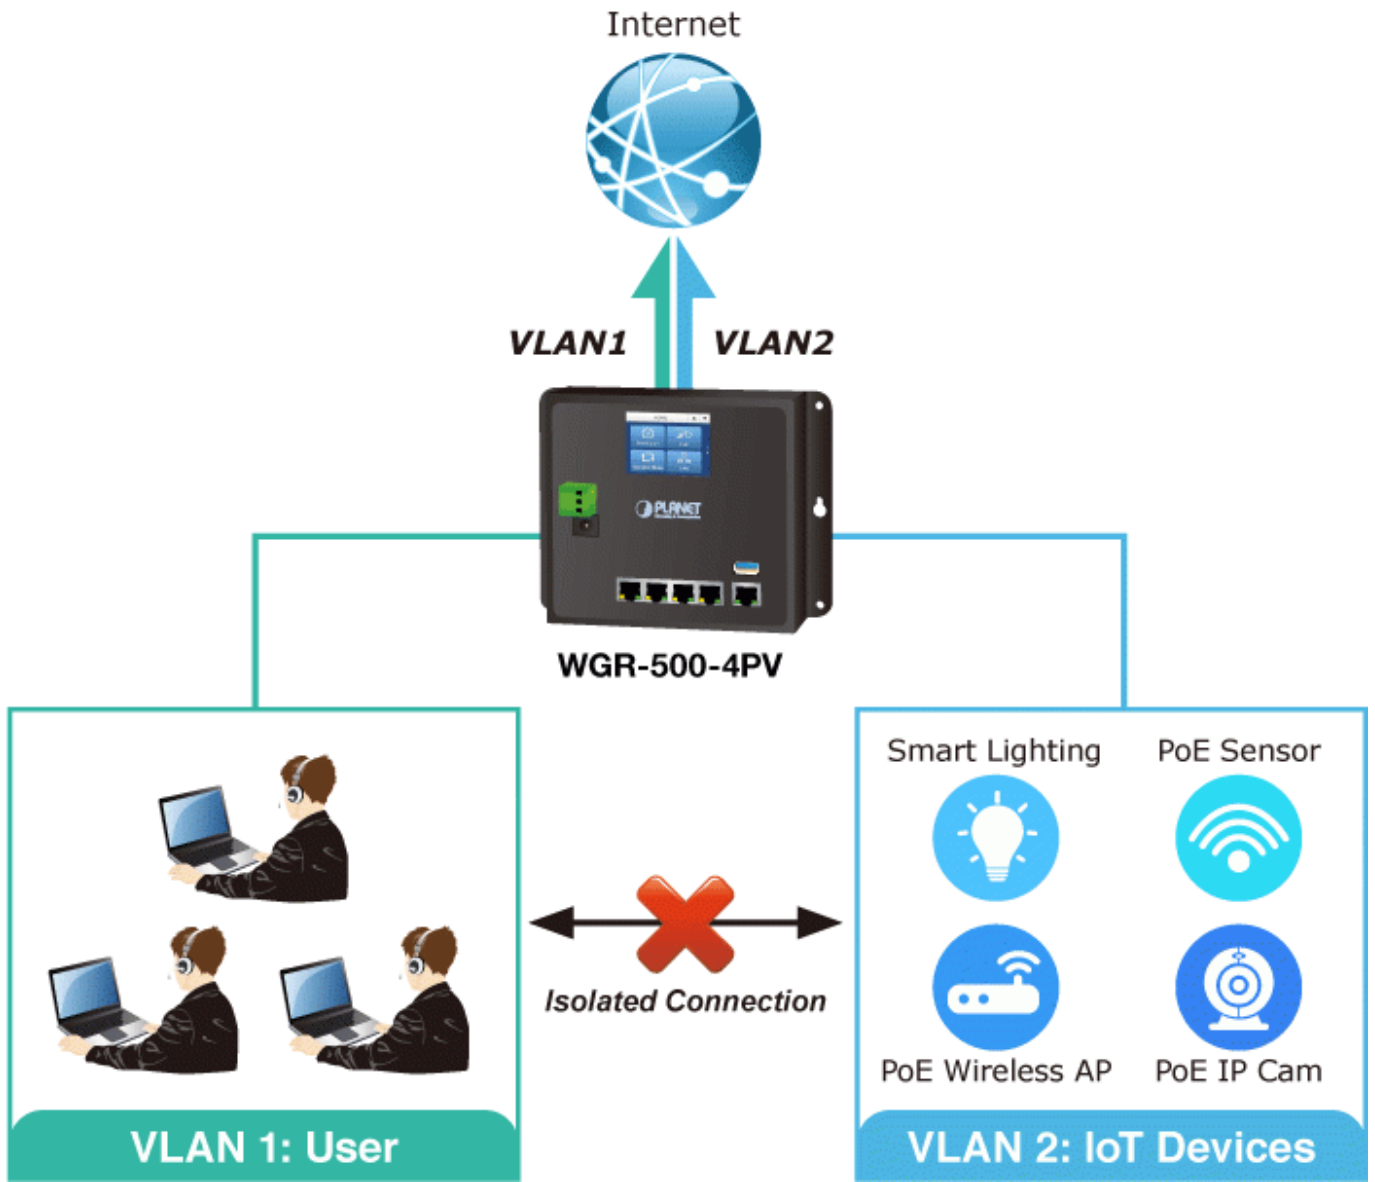 Internet
VLAN1
VLAN2
PLANET
WGR-500-4PV
Smart Lighting
PoE Sensor
Isolated Connection
PoE Wireless AP
PoE IP Cam
VLAN 1: User
VLAN 2: IoT Devices